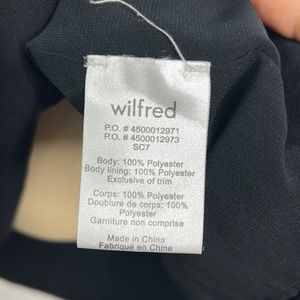 wilfred
P.O. # 4500012971
P.O. # 4500012973
SC7
Body: 100% Polyester
Body lining: 100% Polyester
Exclusive of trim
Corps: 100% Polyester
Doublure de corps: 100% Polyester
Garniture non comprise
Made in China
Fabriqué en Chine